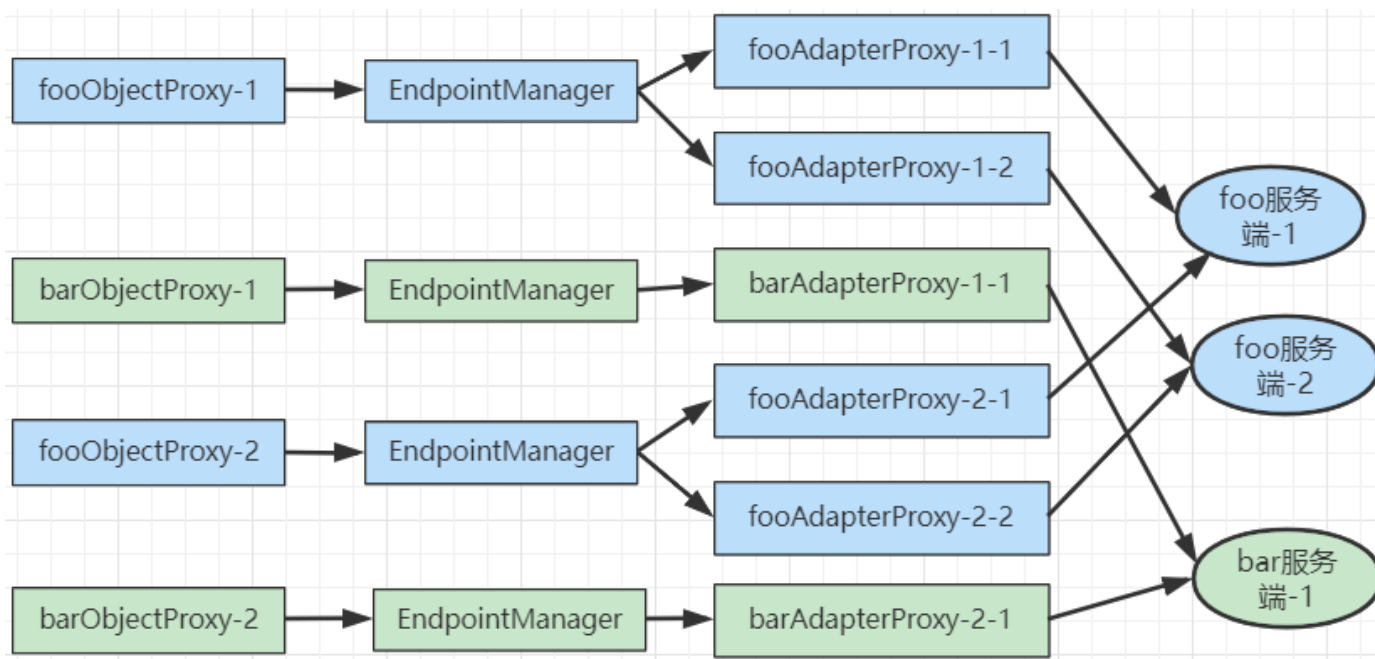 fooObjectProxy-1
EndpointManager
fooAdapterProxy-1-1
fooAdapterProxy-1-2
foo服务
端-1
barObjectProxy-1
EndpointManager
barAdapterProxy-1-1
foo服务
端-2
fooObjectProxy-2
EndpointManager
fooAdapterProxy-2-1
fooAdapterProxy-2-2
bar服务
端-1
barObjectProxy-2
EndpointManager
barAdapterProxy-2-1